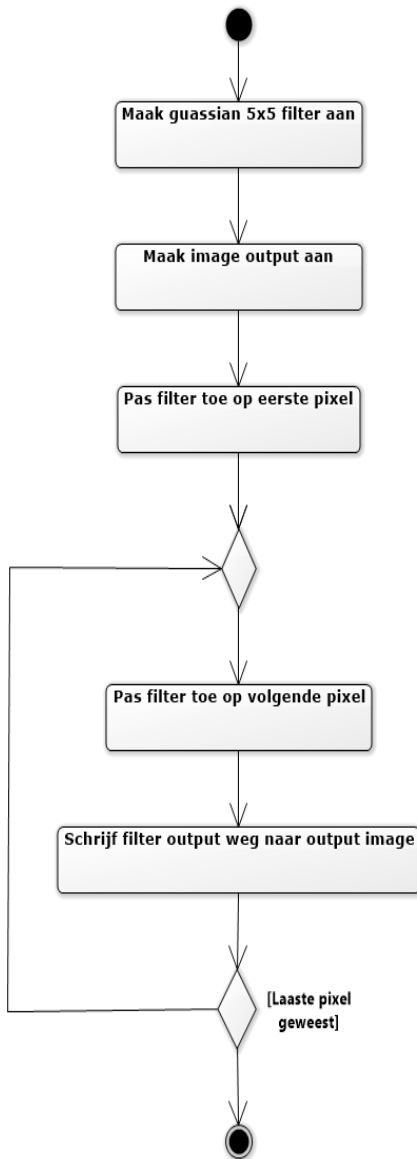 Maak guassian 5x5 filter aan
Maak image output aan
Pas filter toe op eerste pixel
Pas filter toe op volgende pixel
Schrijf filter output weg naar output image
[Laaste pixel
geweest]